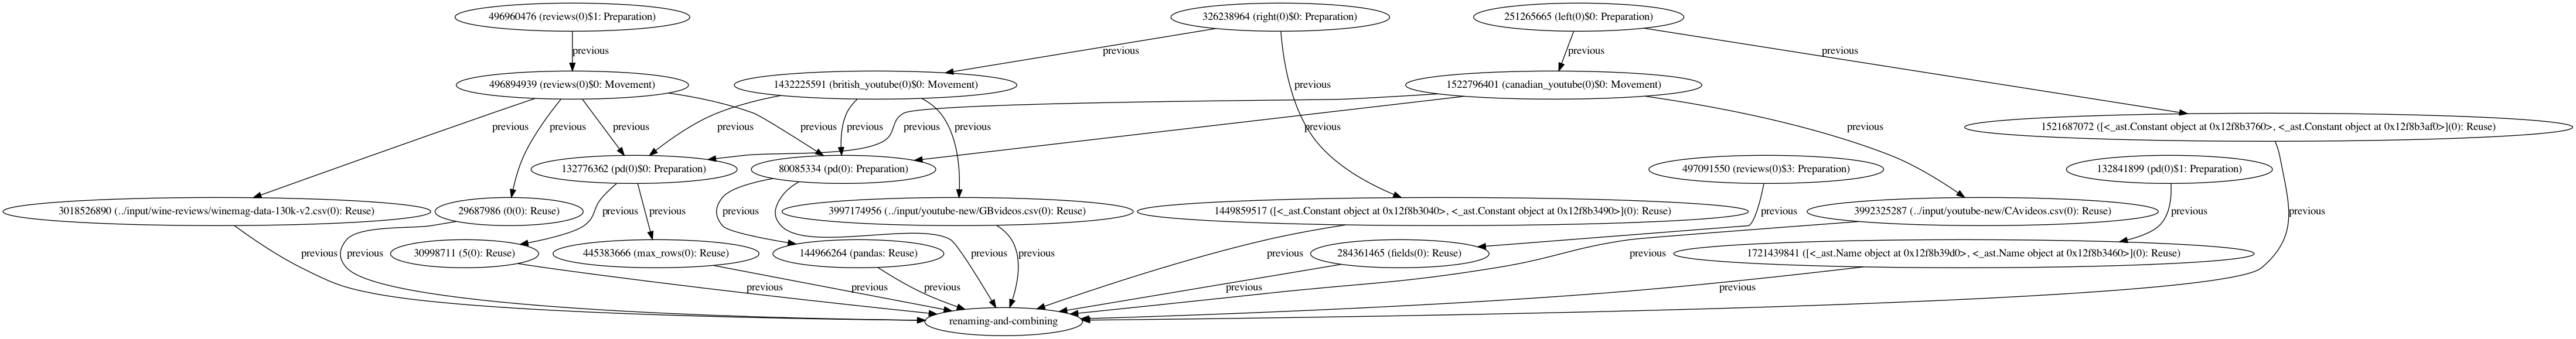 496960476 (reviews(0)$1: Preparation)
326238964 (right(0)$0: Preparation)
251265665 (left(0)$0: Preparation)
previous
previous
previous
previous
496894939 (reviews(0)$0: Movement)
1432225591 (british_youtube(0)$0: Movement)
previous
1522796401 (canadian_youtube(0)$0: Movement)
previous
previous
previous
previous
previous
previous
previous
previous
previous
previous
1521687072 ([<_ast.Constant object at 0x12f8b3760>, <_ast.Constant object at 0x12f8b3af0>](0): Reuse)
132776362 (pd(0)$0: Preparation)
80085334 (pd(0): Preparation)
497091550 (reviews(0)$3: Preparation)
132841899 (pd(0)$1: Preparation)
3018526890 (../input/wine-reviews/winemag-data-130k-v2.csv(0): Reuse)
29687986 (0(0): Reuse)
previous
previous
previous
3997174956 (../input/youtube-new/GBvideos.csv(0): Reuse)
1449859517 ([<_ast.Constant object at 0x12f8b3040>, <_ast.Constant object at 0x12f8b3490>](0): Reuse)
previous
3992325287 (../input/youtube-new/CAvideos.csv(0): Reuse)
previous
previous
previous
previous
30998711 (5(0): Reuse)
445383666 (max_rows(0): Reuse)
144966264 (pandas: Reuse)
previous
previous
previous
284361465 (fields(0): Reuse)
previous
1721439841 ([<_ast.Name object at 0x12f8b39d0>, <_ast.Name object at 0x12f8b3460>](0): Reuse)
previous
previous
previous
previous
previous
renaming-and-combining